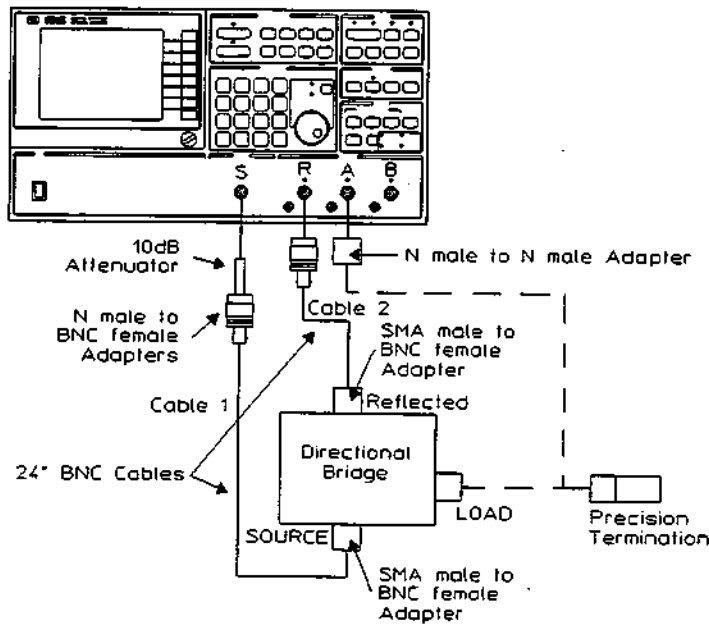 S R A B
10dB
Attenuator
N male to N male Adapter
N male to
BNC female
Adapters
Cable 2
SMA male to
BNC female
Adapter
Cable 1
Reflected
Directional
Bridge
24" BNC Cables
LOAD
Precision
Termination
SOURCE
SMA male to
BNC female
Adapter